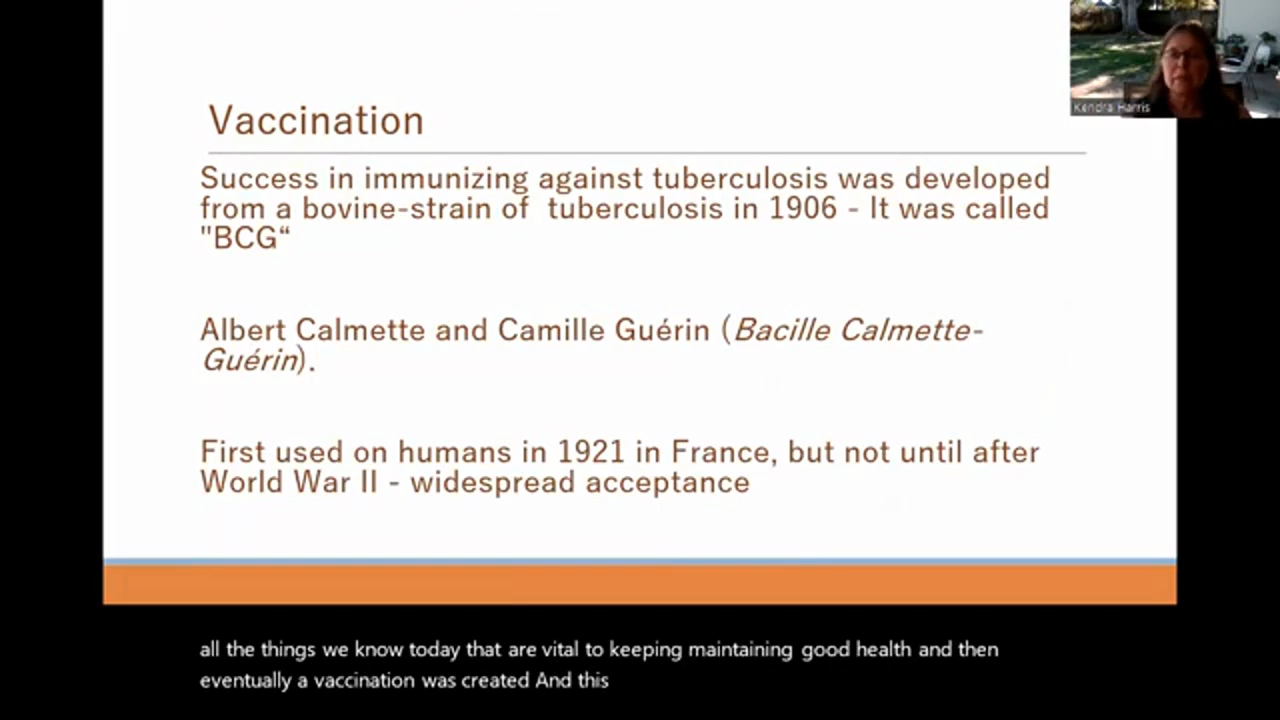 Kendra Harris
Vaccination
Success in immunizing against tuberculosis was developed
from a bovine-strain of tuberculosis in 1906 - It was called
"BCG“
Albert Calmette and Camille Guérin (Bacille Calmette-
Guérin).
First used on humans in 1921 in France, but not until after
World War II - widespread acceptance
all the things we know today that are vital to keeping maintaining good health and then
eventually a vaccination was created And this